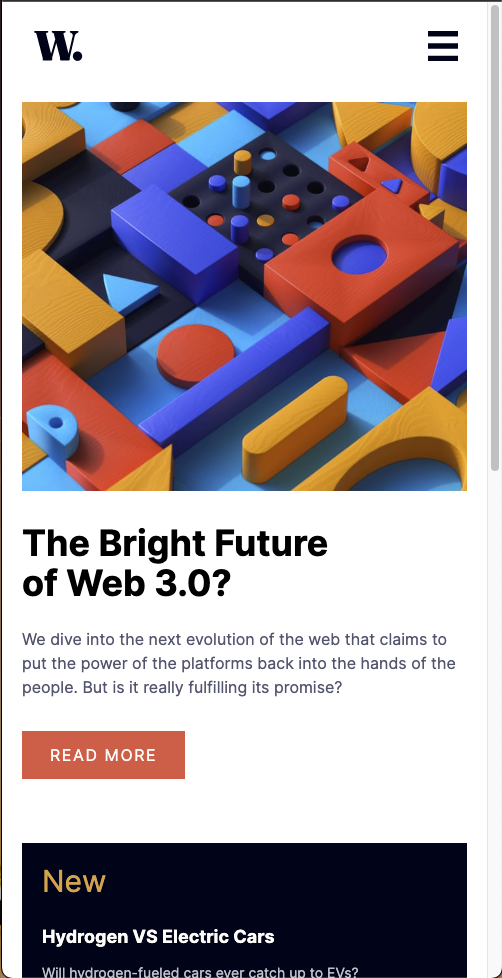 W.
The Bright Future
of Web 3.0?
We dive into the next evolution of the web that claims to
put the power of the platforms back into the hands of the
people. But is it really fulfilling its promise?
READ MORE
New
Hydrogen VS Electric Cars
Will hydrogen-fueled cars ever catch up to EVs?